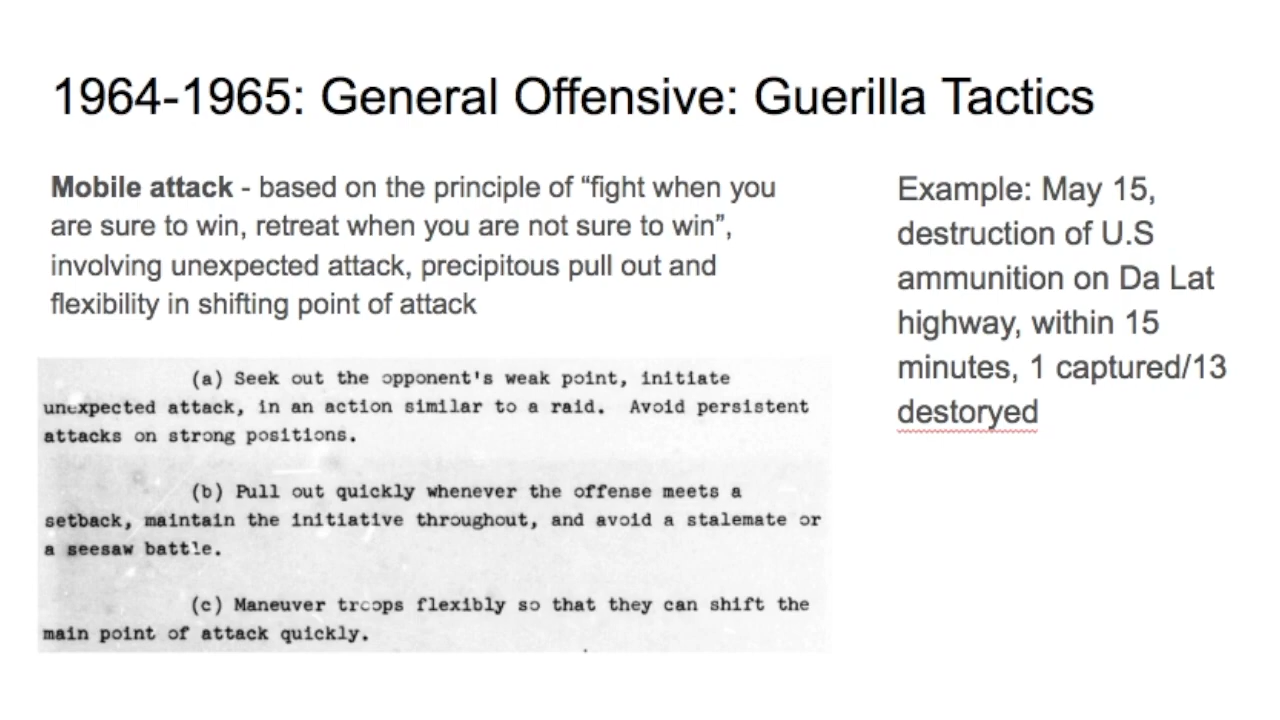 1964-1965: General Offensive: Guerilla Tactics
Mobile attack - based on the principle of “fight when you
are sure to win, retreat when you are not sure to win”,
involving unexpected attack, precipitous pull out and
flexibility in shifting point of attack
(a) Seek out the opponent's weak point, initiate
unexpected attack, in an action similar to a raid. Avoid persistent
attacks on strong positions.
(b) Pull out quickly whenever the offense meets a
setback, maintain the initiative throughout, and avoid a stalemate or
a seesaw battle.
(c) Maneuver troops flexibly so that they can shift the
main point of attack quickly.
Example: May 15,
destruction of U.S
ammunition on Da Lat
highway, within 15
minutes, 1 captured/13
destoryed